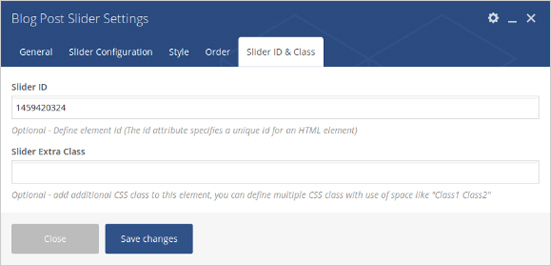 Blog Post Slider Settings
General Slider Configuration Style Order Slider ID & Class
Slider ID
1459420324
Optional - Define element id (The id attribute specifies a unique id for an HTML element)
Slider Extra Class
Optional - add additional CSS class to this element, you can define multiple CSS class with use of space like "Class1 Class2"
Close Save changes